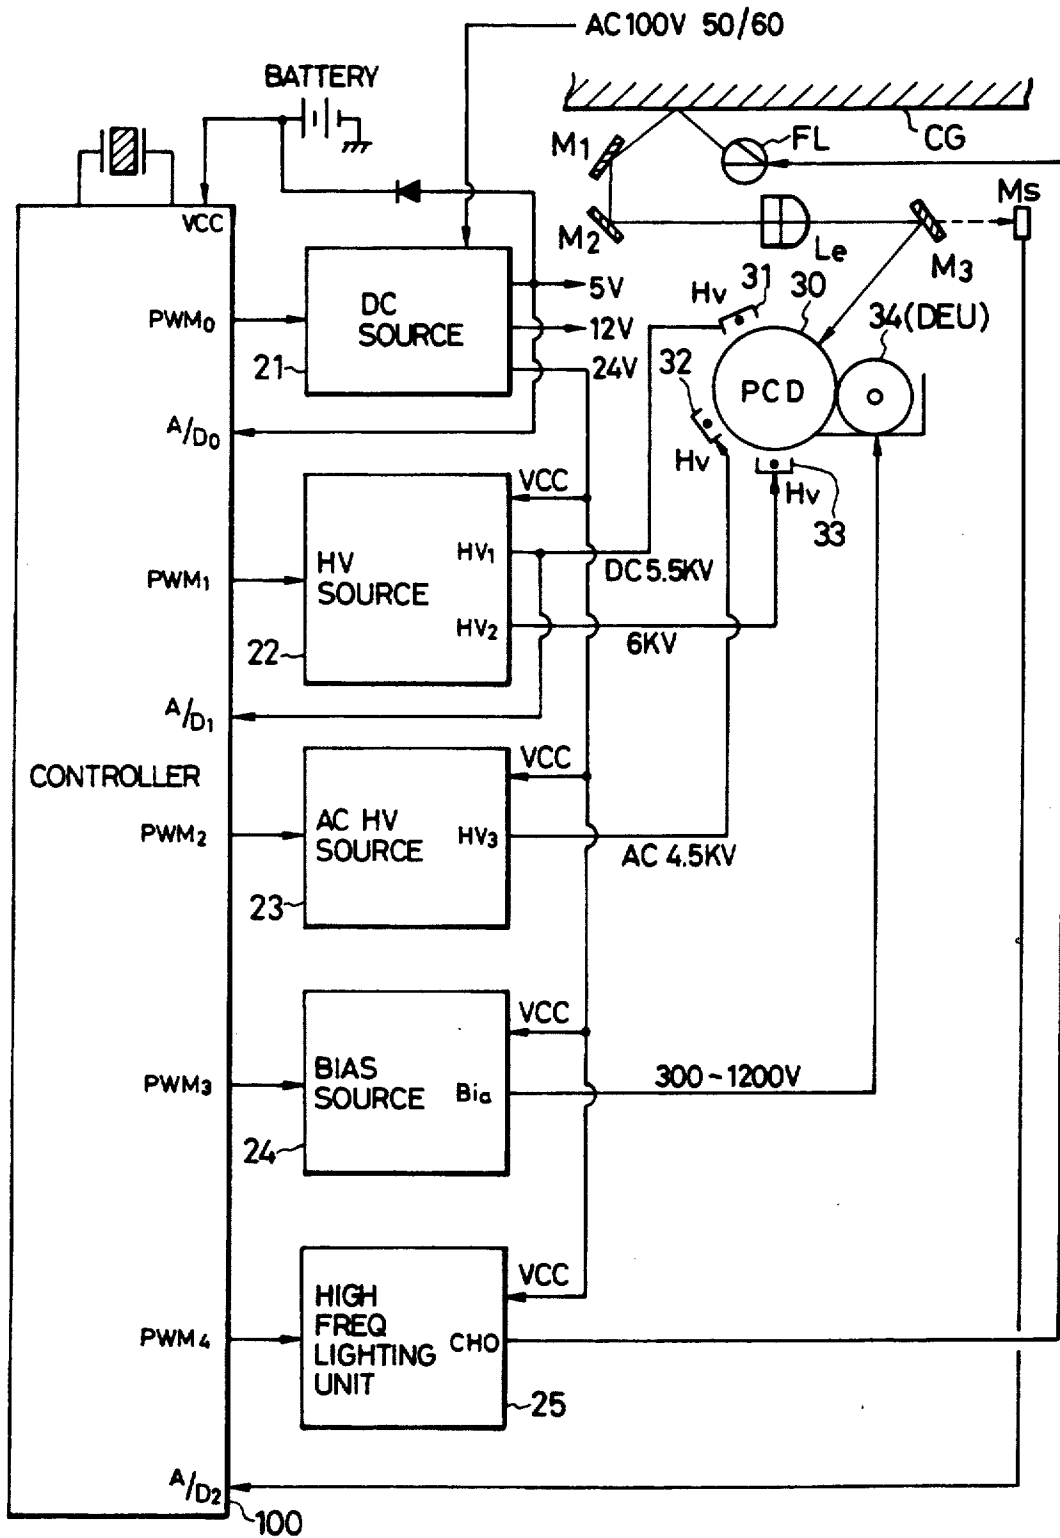 AC 100V 50/60
BATTERY
M1
FL
CG
VCC
M2
Le
M3
Ms
PWM0
DC
SOURCE
21
5V
12V
24V
Hv
31
30
34(DEU)
32
PCD
A/D0
Hv
Hv
33
VCC
PWM1
HV
SOURCE
HV1
DC 5.5KV
HV2
6KV
22
A/D1
CONTROLLER
VCC
PWM2
AC HV
SOURCE
HV3
AC 4.5KV
23
VCC
PWM3
BIAS
SOURCE
Bia
300~1200V
24
VCC
PWM4
HIGH
FREQ
LIGHTING
UNIT
CHO
25
A/D2
100